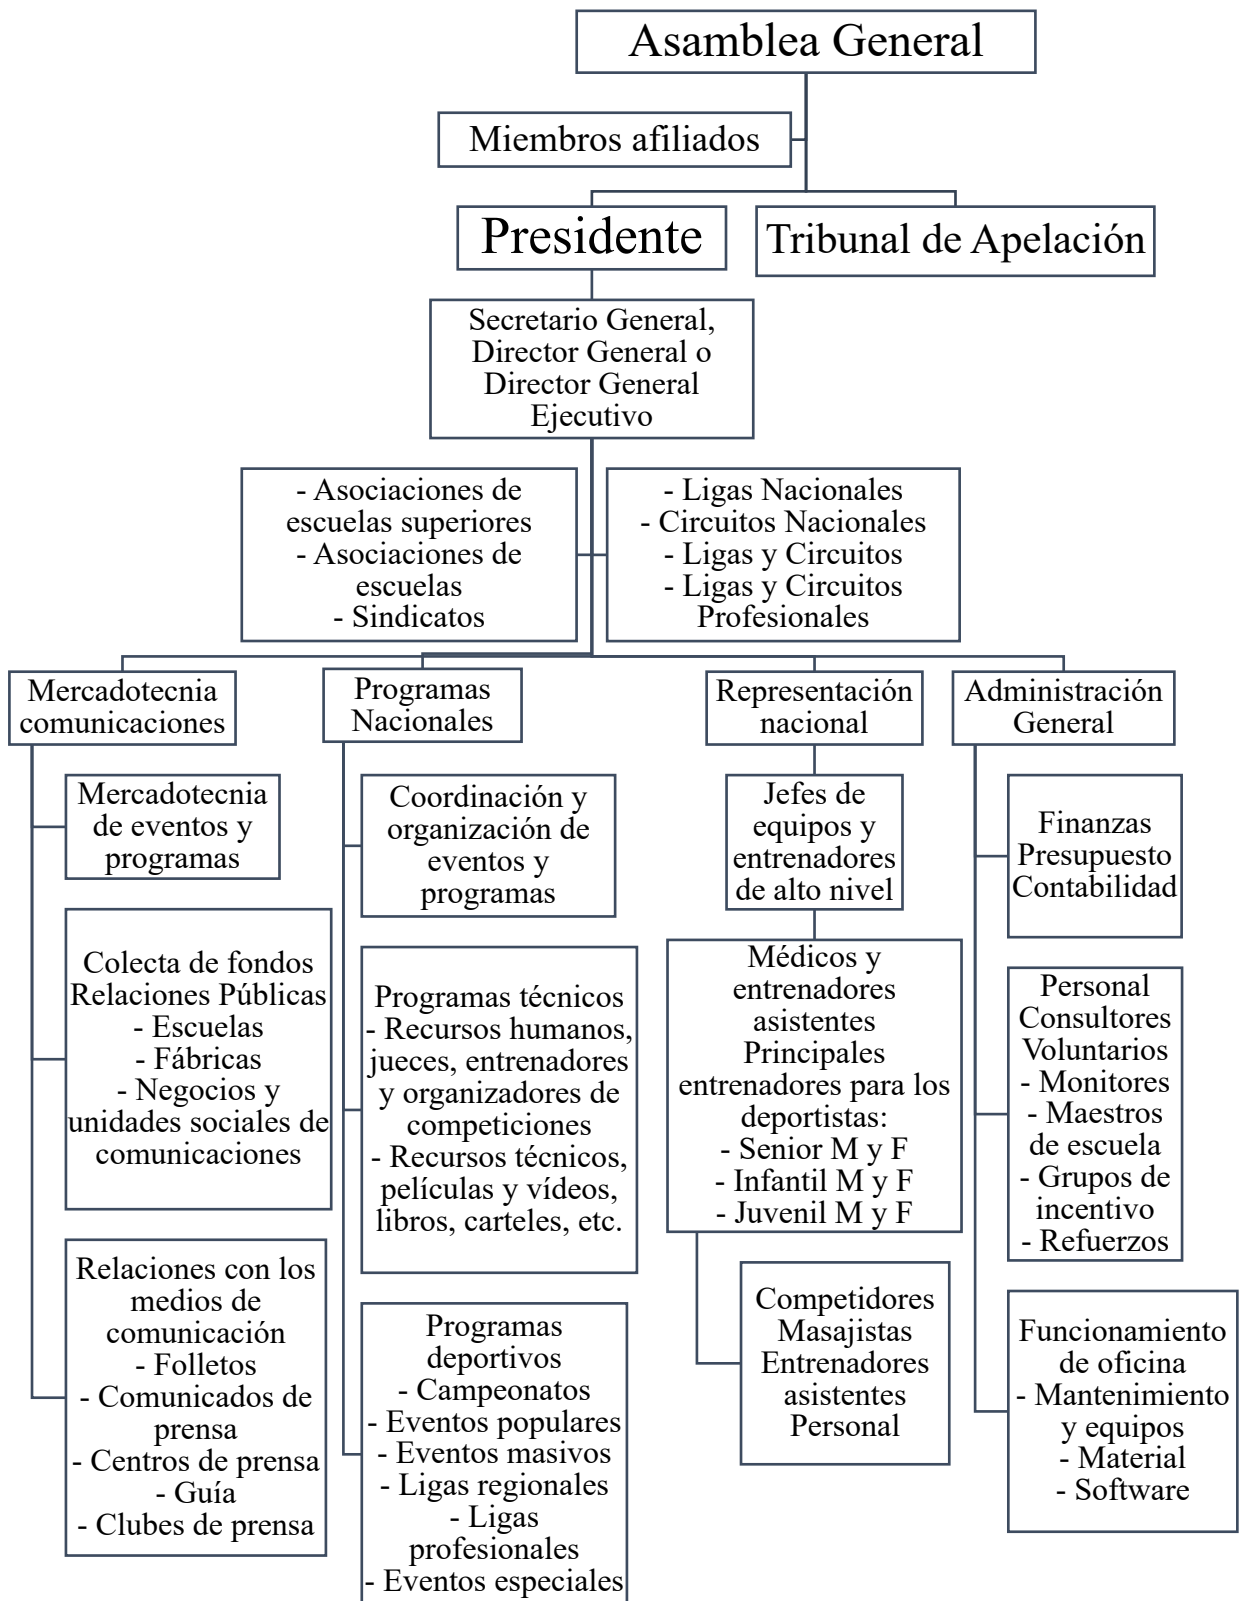 Asamblea General
Miembros afiliados
Presidente
Tribunal de Apelación
Secretario General,
Director General o
Director General
Ejecutivo
- Asociaciones de
escuelas superiores
- Asociaciones de
escuelas
- Sindicatos
- Ligas Nacionales
- Circuitos Nacionales
- Ligas y Circuitos
- Ligas y Circuitos
Profesionales
Mercadotecnia
comunicaciones
Mercadotecnia
de eventos y
programas
Colecta de fondos
Relaciones Públicas
- Escuelas
- Fábricas
- Negocios y
unidades sociales de
comunicaciones
Relaciones con los
medios de
comunicación
- Folletos
- Comunicados de
prensa
- Centros de prensa
- Guía
- Clubes de prensa
Programas
Nacionales
Coordinación y
organización de
eventos y
programas
Programas técnicos
- Recursos humanos,
jueces, entrenadores
y organizadores de
competiciones
- Recursos técnicos,
películas y vídeos,
libros, carteles, etc.
Programas
deportivos
- Campeonatos
- Eventos populares
- Eventos masivos
- Ligas regionales
- Ligas
profesionales
- Eventos especiales
Representación
nacional
Jefes de
equipos y
entrenadores
de alto nivel
Médicos y
entrenadores
asistentes
Principales
entrenadores para los
deportistas:
- Senior M y F
- Infantil M y F
- Juvenil M y F
Competidores
Masajistas
Entrenadores
asistentes
Personal
Administración
General
Finanzas
Presupuesto
Contabilidad
Personal
Consultores
Voluntarios
- Monitores
- Maestros
de escuela
- Grupos de
incentivo
- Refuerzos
Funcionamiento
de oficina
- Mantenimiento
y equipos
- Material
- Software